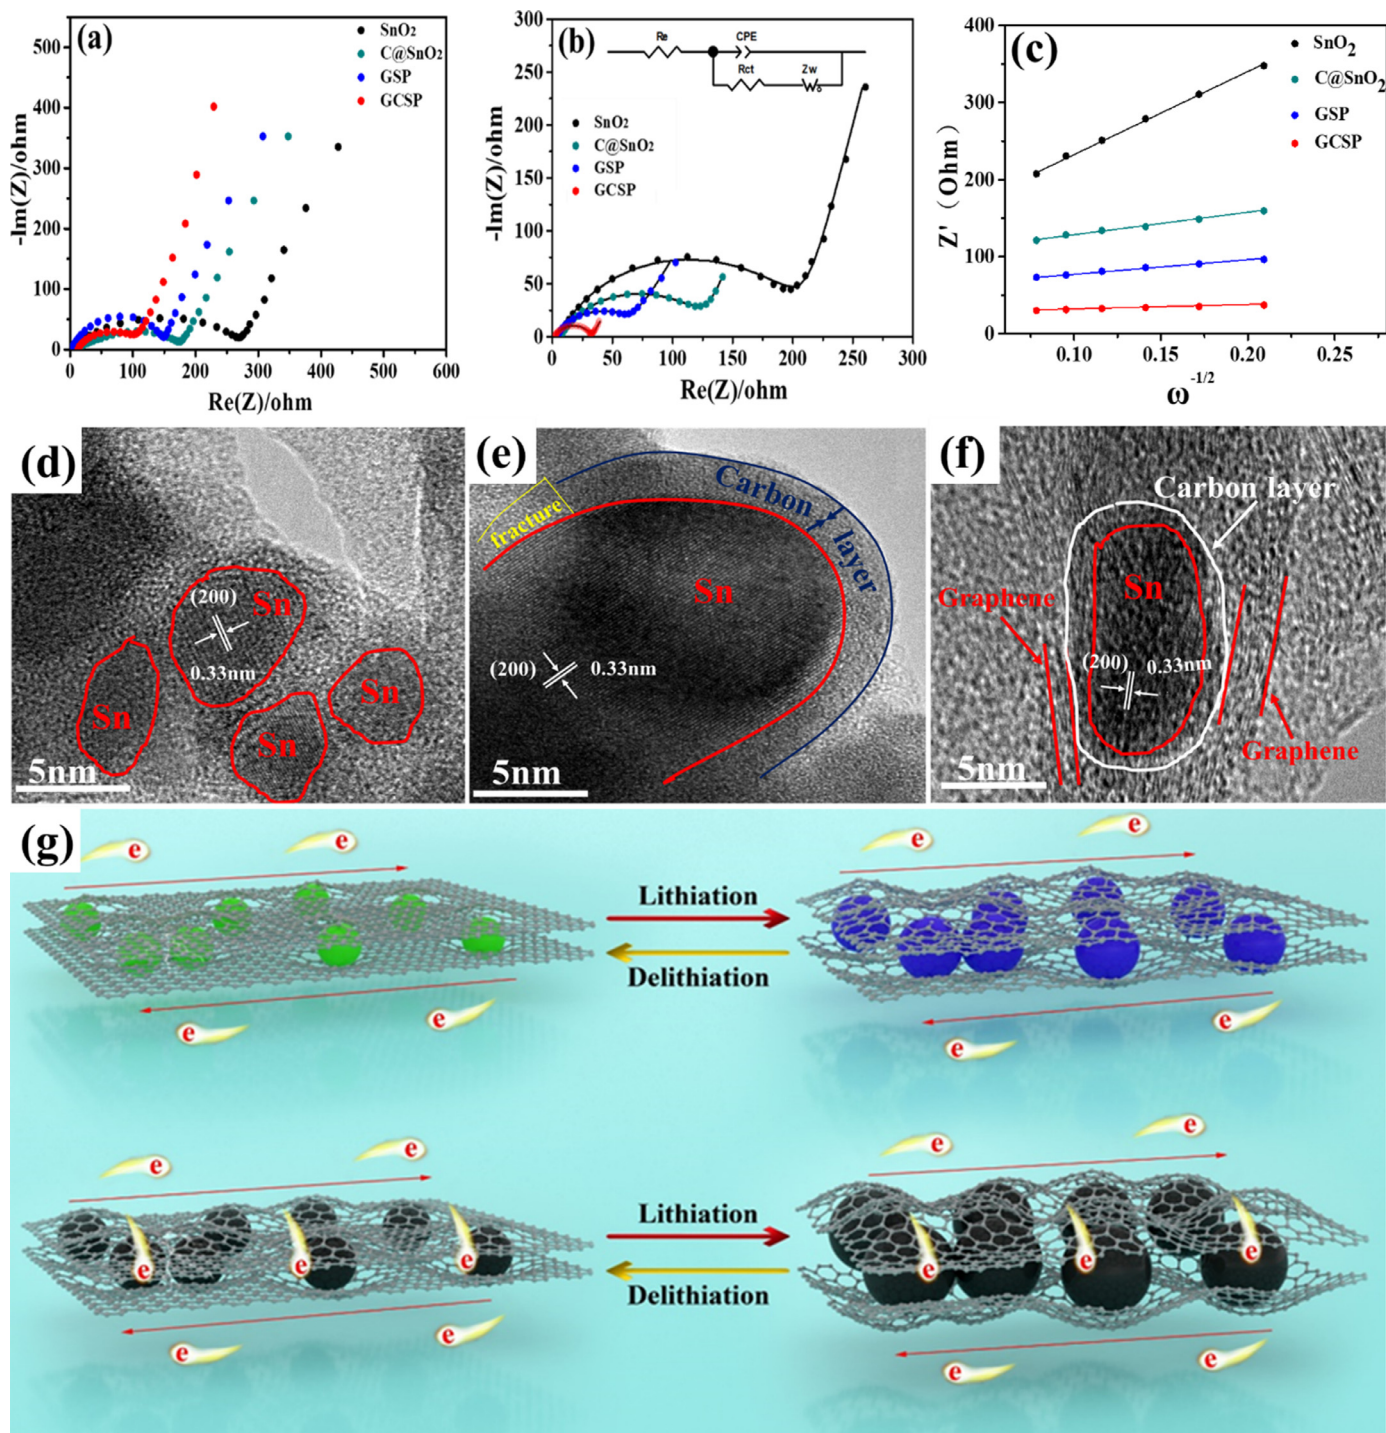 (a)
SnO2
C@SnO2
GSP
GCSP
-Im(Z)/ohm
500
400
300
200
100
0
0 100 200 300 400 500 600
Re(Z)/ohm
(b)
Re CPE
Rct Zw
SnO2
C@SnO2
GSP
GCSP
-Im(Z)/ohm
300
250
200
150
100
50
0
0 50 100 150 200 250 300
Re(Z)/ohm
(c)
SnO2
C@SnO2
GSP
GCSP
Z' (Ohm)
400
300
200
100
0
0.10 0.15 0.20 0.25
ω-1/2
(d)
(200)
Sn
0.33nm
Sn
Sn
Sn
5nm
(e)
fracture
Carbon
layer
Sn
(200) 0.33nm
5nm
(f)
Carbon layer
Graphene
Sn
(200) 0.33nm
Graphene
5nm
(g)
e e e e
Lithiation
Delithiation
e e e e
e e e e
e e e
Lithiation
e e e
Delithiation
e e e e